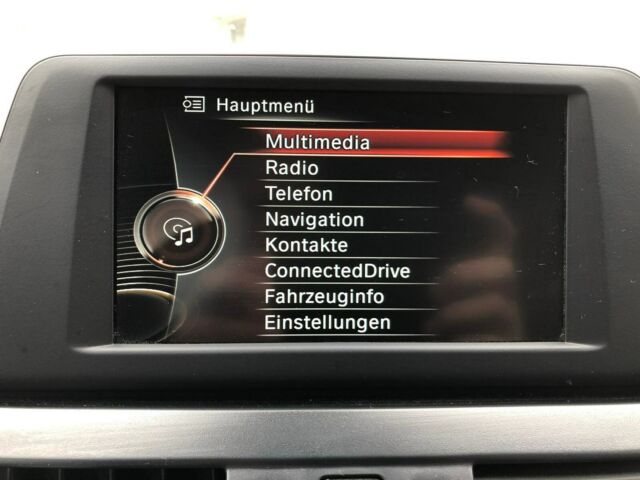 Hauptmenü
Multimedia
Radio
Telefon
Navigation
Kontakte
ConnectedDrive
Fahrzeuginfo
Einstellungen